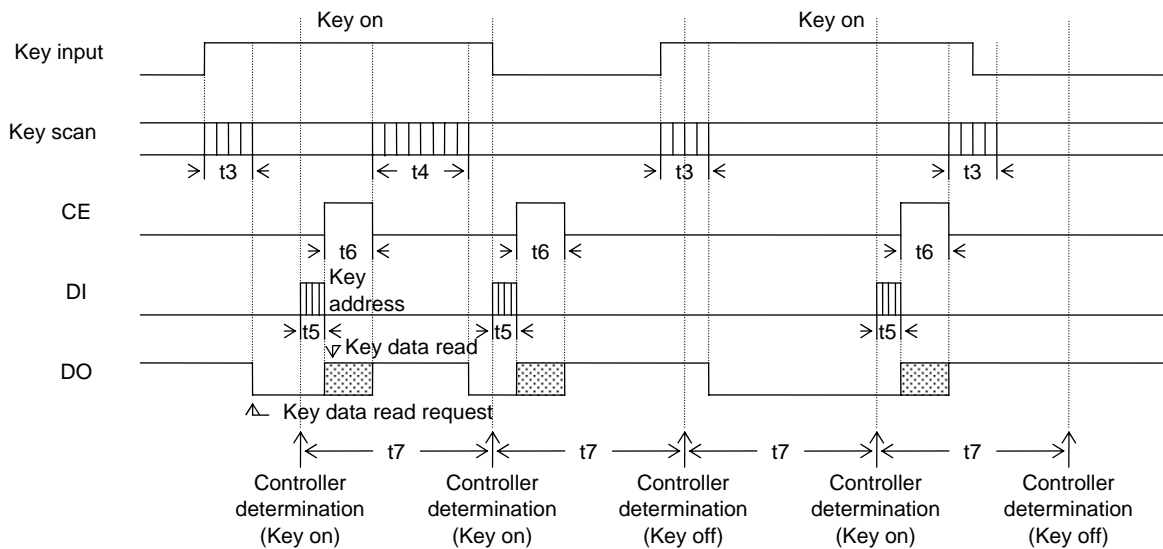 Key on
Key on
Key input
Key scan
t3
t4
t3
t3
CE
t6
t6
t6
DI
Key
address
t5
t5
t5
Key data read
DO
Key data read request
t7
t7
t7
t7
Controller
determination
(Key on)
Controller
determination
(Key on)
Controller
determination
(Key off)
Controller
determination
(Key on)
Controller
determination
(Key off)